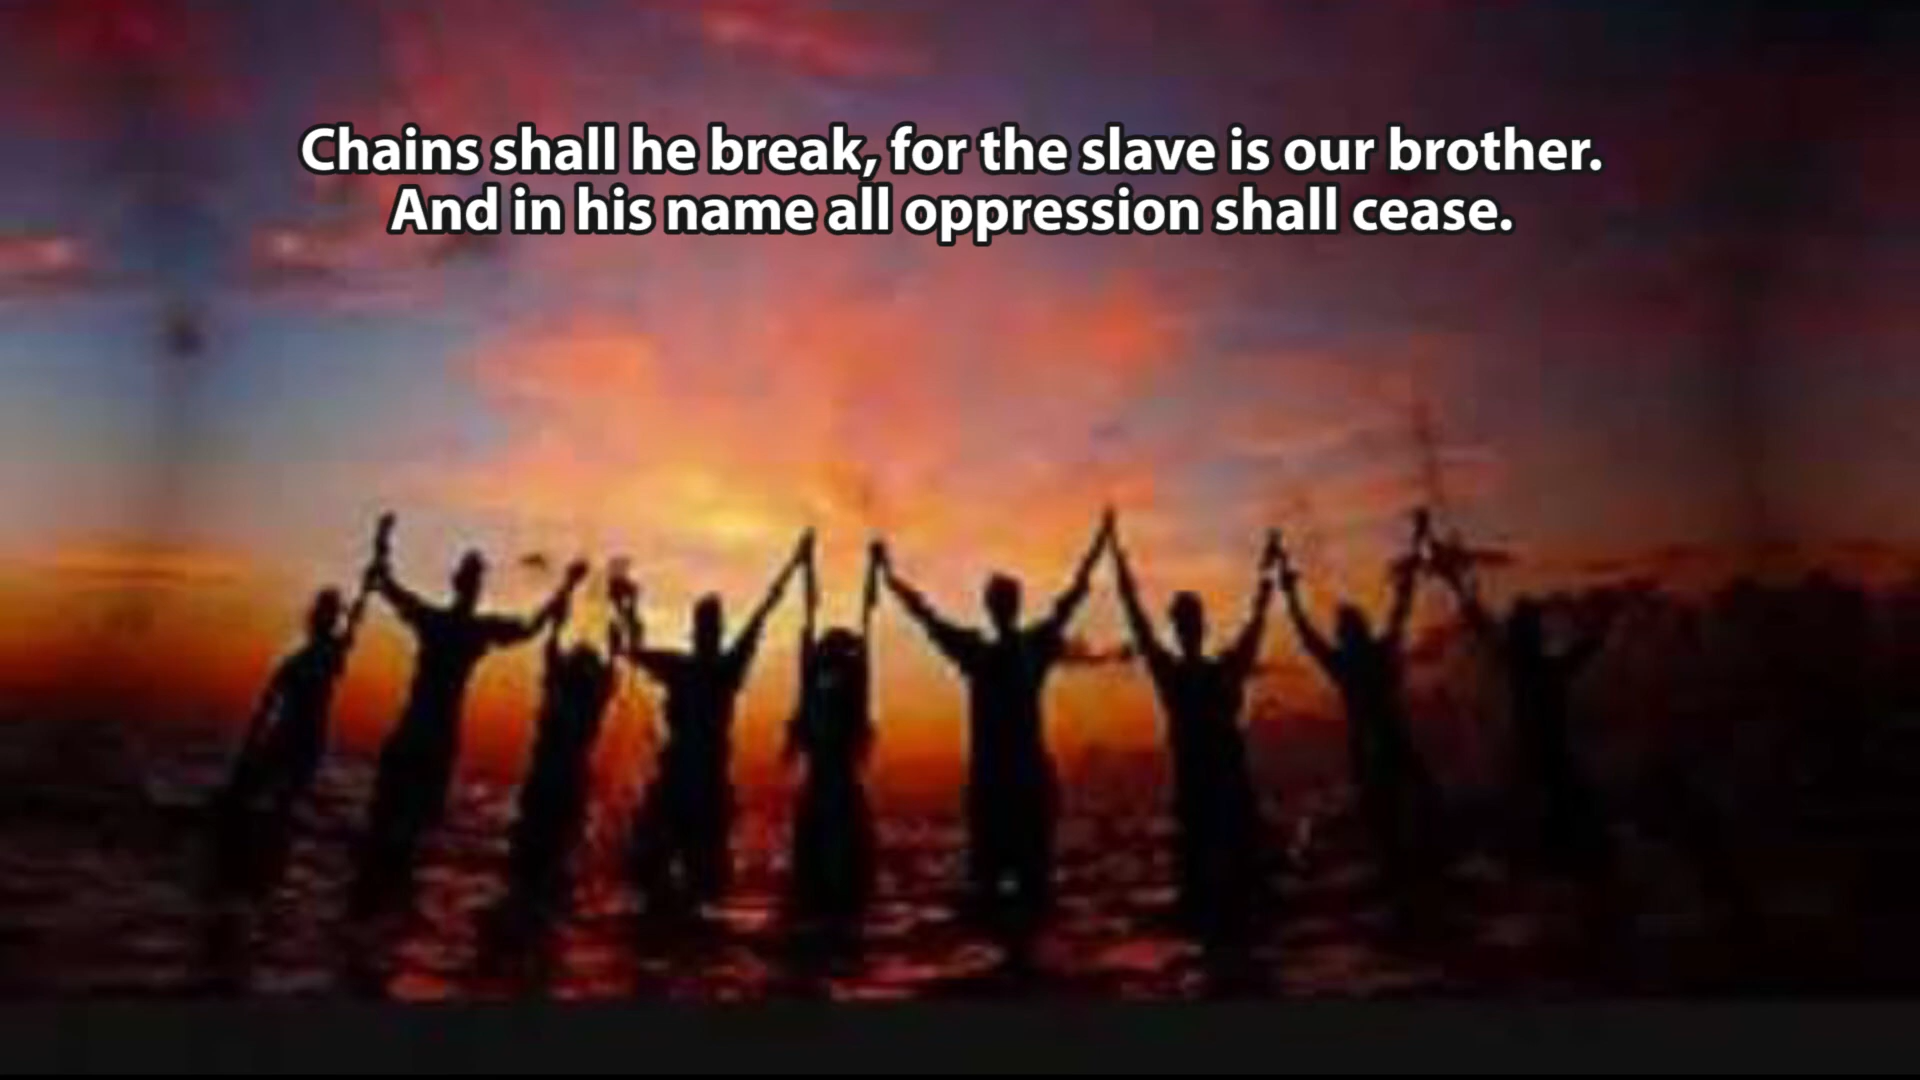 Chains shall he break, for the slave is our brother.
And in his name all oppression shall cease.